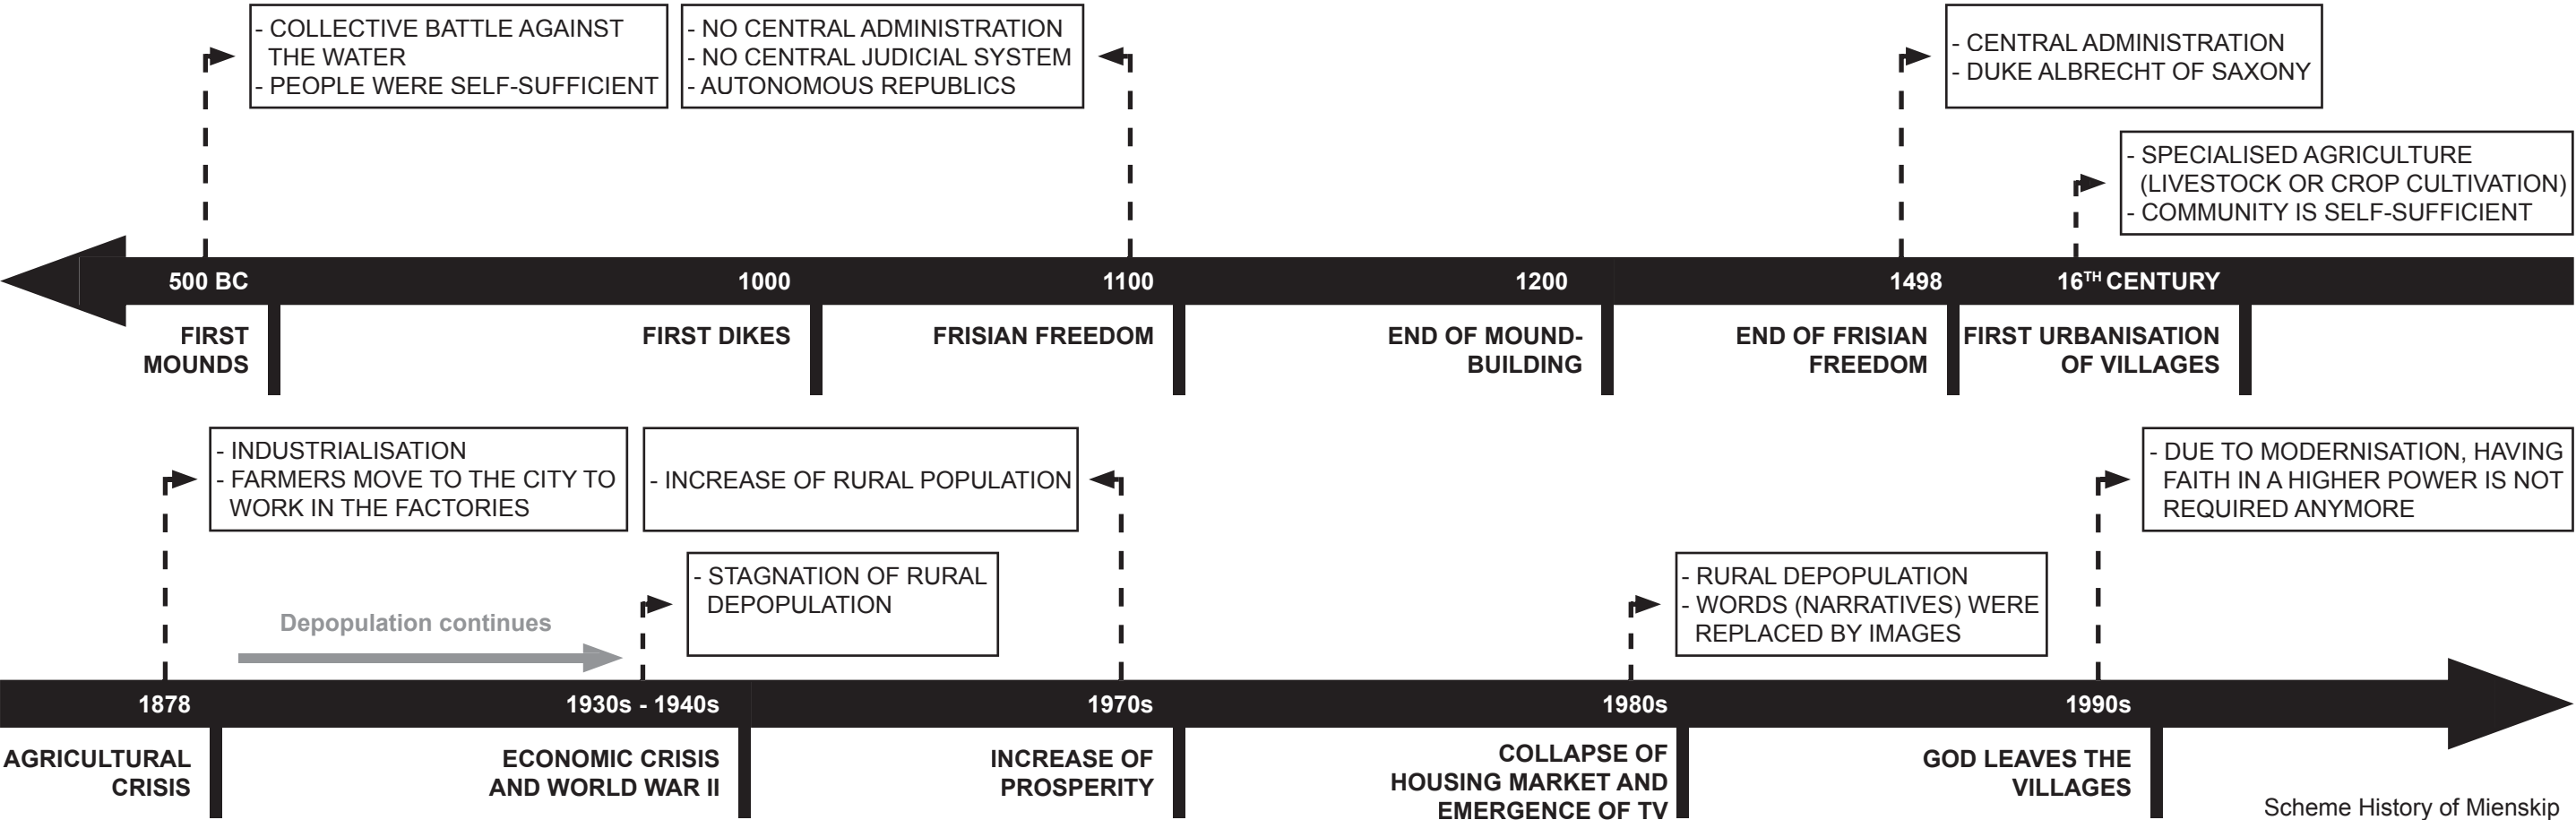 - COLLECTIVE BATTLE AGAINST
THE WATER
- PEOPLE WERE SELF-SUFFICIENT
- NO CENTRAL ADMINISTRATION
- NO CENTRAL JUDICIAL SYSTEM
- AUTONOMOUS REPUBLICS
- CENTRAL ADMINISTRATION
- DUKE ALBRECHT OF SAXONY
- SPECIALISED AGRICULTURE
(LIVESTOCK OR CROP CULTIVATION)
- COMMUNITY IS SELF-SUFFICIENT
500 BC
1000
1100
1200
1498
16TH CENTURY
FIRST
MOUNDS
FIRST DIKES
FRISIAN FREEDOM
END OF MOUND-
BUILDING
END OF FRISIAN
FREEDOM
FIRST URBANISATION
OF VILLAGES
- INDUSTRIALISATION
- FARMERS MOVE TO THE CITY TO
WORK IN THE FACTORIES
- INCREASE OF RURAL POPULATION
- DUE TO MODERNISATION, HAVING
FAITH IN A HIGHER POWER IS NOT
REQUIRED ANYMORE
- STAGNATION OF RURAL
DEPOPULATION
- RURAL DEPOPULATION
- WORDS (NARRATIVES) WERE
REPLACED BY IMAGES
Depopulation continues
1878
1930s - 1940s
1970s
1980s
1990s
AGRICULTURAL
CRISIS
ECONOMIC CRISIS
AND WORLD WAR II
INCREASE OF
PROSPERITY
COLLAPSE OF
HOUSING MARKET AND
EMERGENCE OF TV
GOD LEAVES THE
VILLAGES
Scheme History of Mienskip